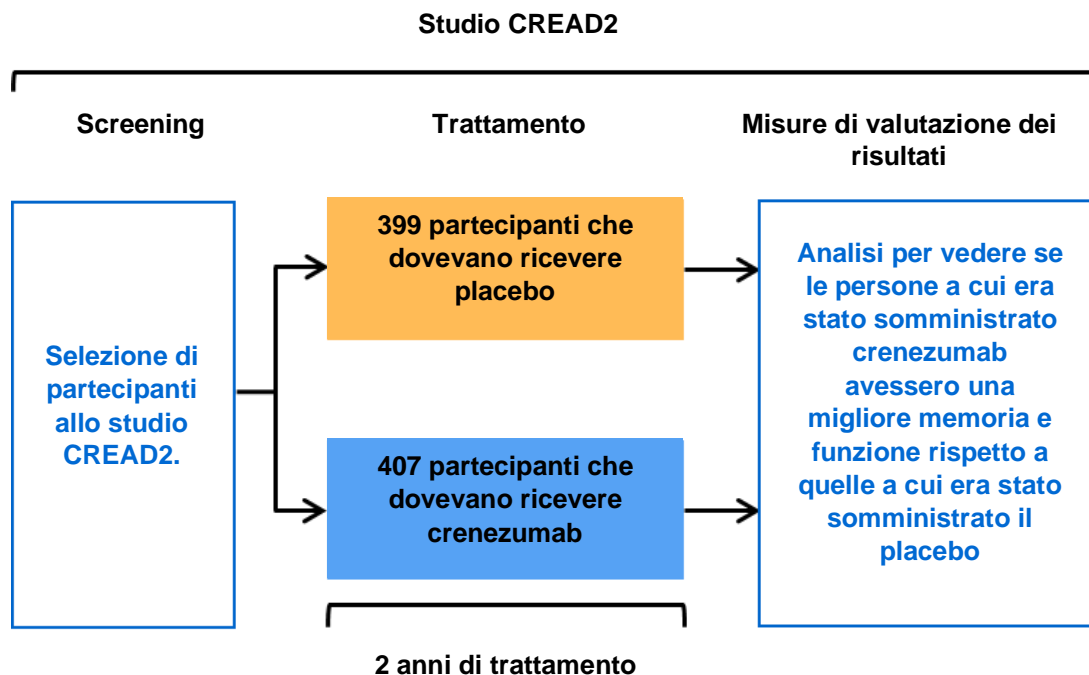 Studio CREAD2
Screening
Trattamento
Misure di valutazione dei
risultati
Selezione di
partecipanti
allo studio
CREAD2.
399 partecipanti che
dovevano ricevere
placebo
407 partecipanti che
dovevano ricevere
crenezumab
Analisi per vedere se
le persone a cui era
stato somministrato
crenezumab
avessero una
migliore memoria e
funzione rispetto a
quelle a cui era stato
somministrato il
placebo
2 anni di trattamento